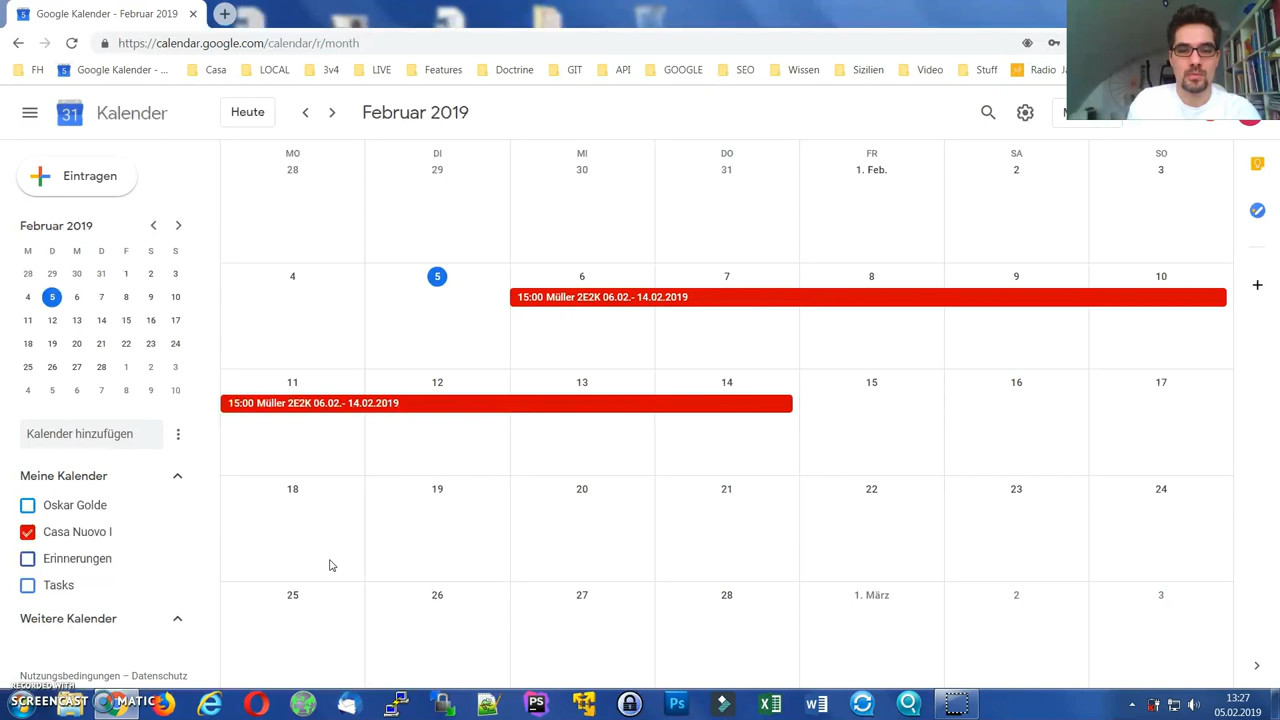 Google Kalender - Februar 2019
https://calendar.google.com/calendar/r/month
FH
Google Kalender - ...
Casa
LOCAL
3v4
LIVE
Features
Doctrine
GIT
API
GOOGLE
SEO
Wissen
Sizilien
Video
Stuff
Radio
31
Kalender
Heute
Februar 2019
Eintragen
Februar 2019
M D M D F S S
28 29 30 31 1 2 3
4 5 6 7 8 9 10
11 12 13 14 15 16 17
18 19 20 21 22 23 24
25 26 27 28 1 2 3
4 5 6 7 8 9 10
Kalender hinzufügen
Meine Kalender
Oskar Golde
Casa Nuovo I
Erinnerungen
Tasks
Weitere Kalender
Nutzungsbedingungen – Datenschutz
MO DI MI DO FR SA SO
28 29 30 31 1. Feb. 2 3
4 5 6 7 8 9 10
15:00 Müller 2E2K 06.02.- 14.02.2019
11 12 13 14 15 16 17
15:00 Müller 2E2K 06.02.- 14.02.2019
18 19 20 21 22 23 24
25 26 27 28 1. März 2 3
RECORDED WITH
SCREENCAST MATIC
13:27
05.02.2019